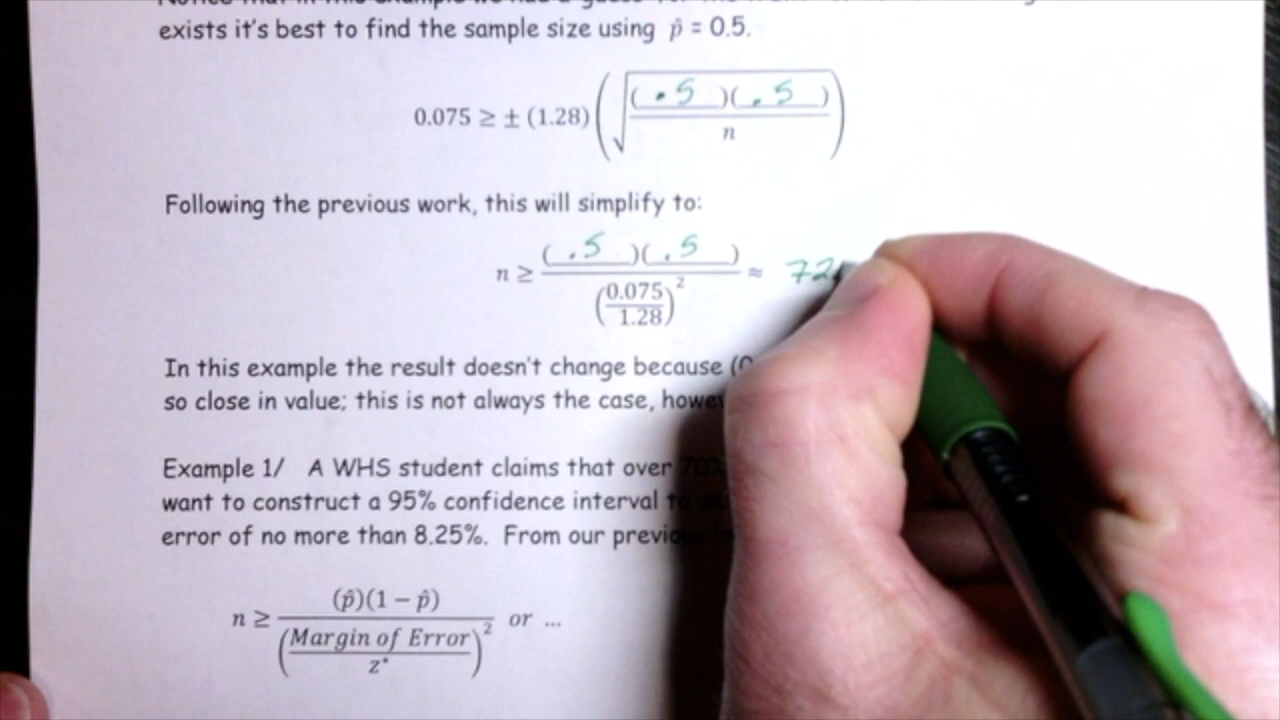 exists it's best to find the sample size using p̂ = 0.5.
0.075 ≥ ± (1.28) (√((.5)(.5)/n))
Following the previous work, this will simplify to:
n ≥ (.5)(.5)/(0.075/1.28)² ≈ 72
In this example the result doesn't change because (0
so close in value; this is not always the case,
Example 1/ A WHS student claims that over 70%
want to construct a 95% confidence interval to
error of no more than 8.25%. From our
n ≥ (p̂)(1 − p̂)/(Margin of Error/z*)² or ...